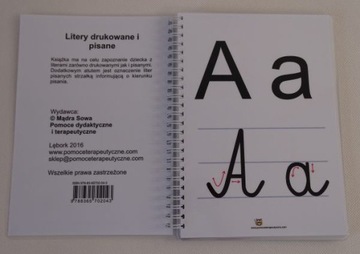 Litery drukowane i
pisane
Książka ma na celu zapoznanie dziecka z
literami zarówno drukowanymi jak i pisanymi.
Dodatkowym atutem jest oznaczenie liter
pisanych strzałką informującą o kierunku
pisania.
Wydawca:
© Mądra Sowa
Pomoce dydaktyczne
i terapeutyczne
Lębork 2016
www.pomoceterapeutyczne.com
sklep@pomoceterapeutyczne.com
Wszelkie prawa zastrzeżone
A a
A a